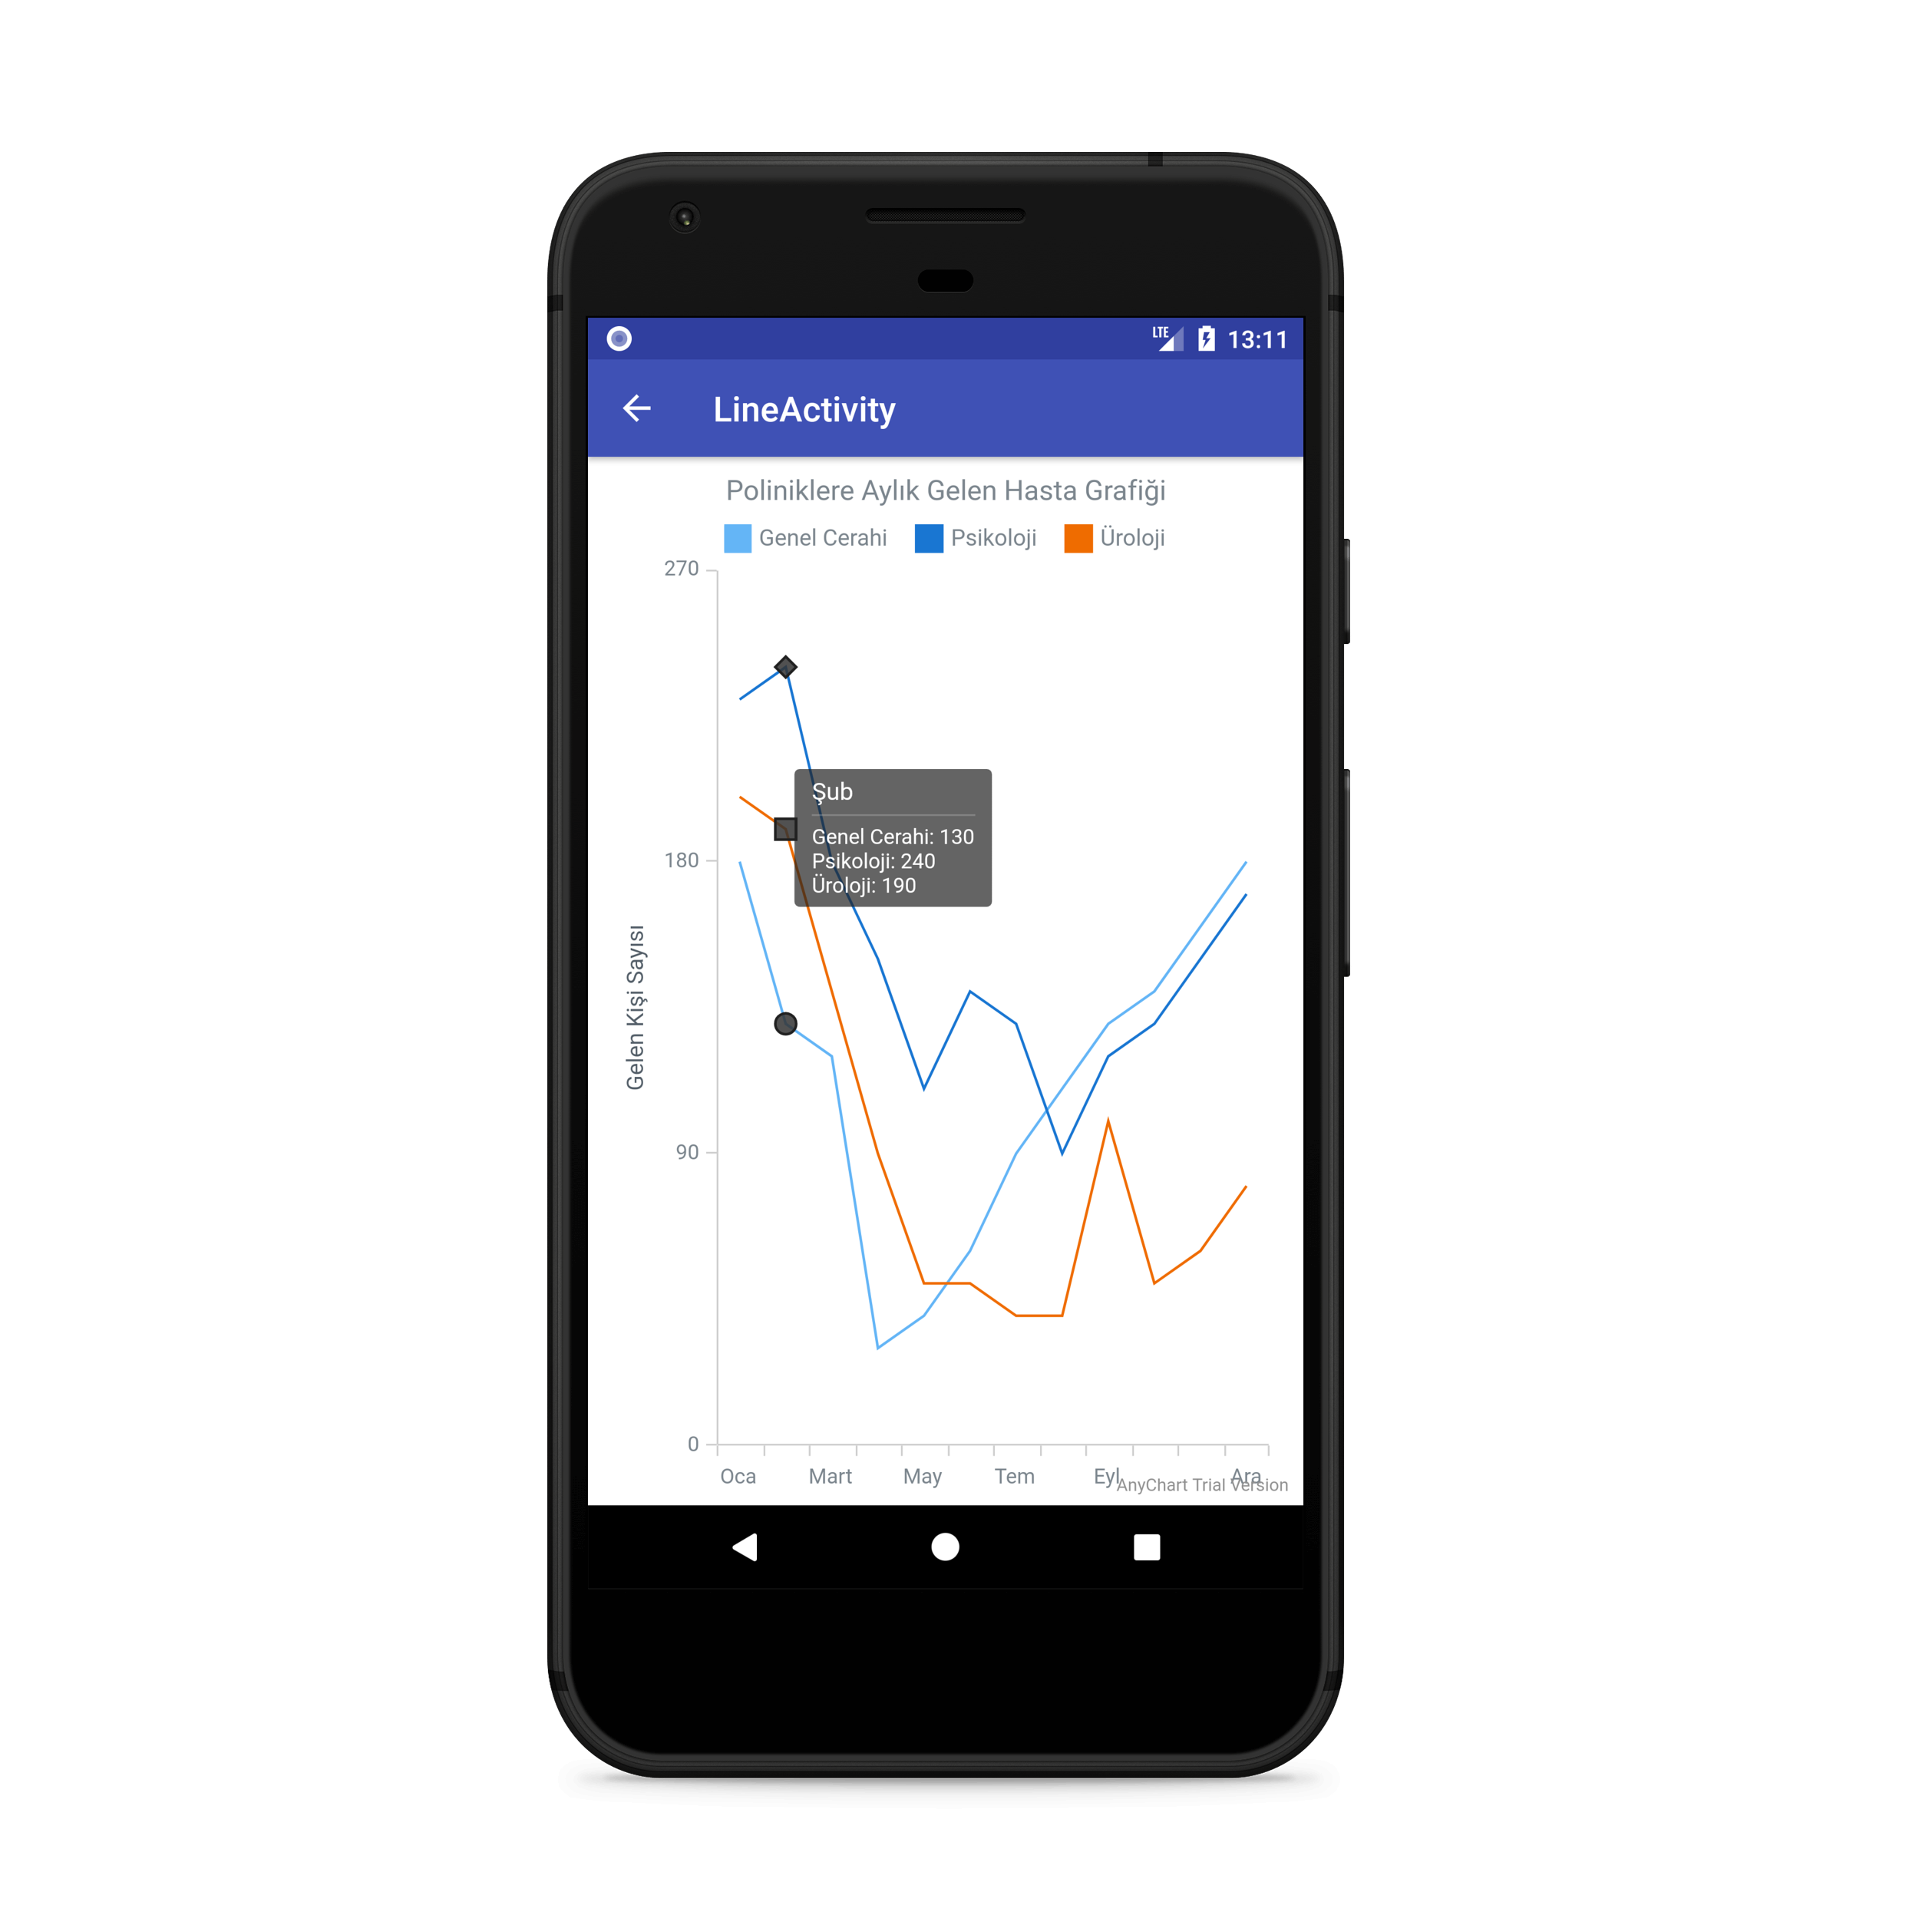 LTE 13:11
LineActivity
Poliniklere Aylık Gelen Hasta Grafiği
Genel Cerahi Psikoloji Üroloji
270
180
90
0
Gelen Kişi Sayısı
Şub
Genel Cerahi: 130
Psikoloji: 240
Üroloji: 190
Oca Mart May Tem Eyl Ara
AnyChart Trial Version